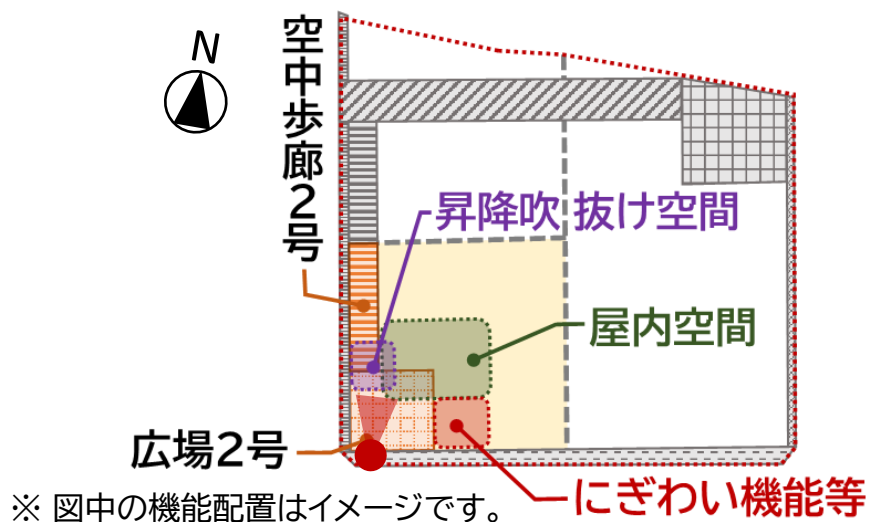 N
空中歩廊2号
昇降吹 抜け空間
屋内空間
広場2号
にぎわい機能等
※ 図中の機能配置はイメージです。